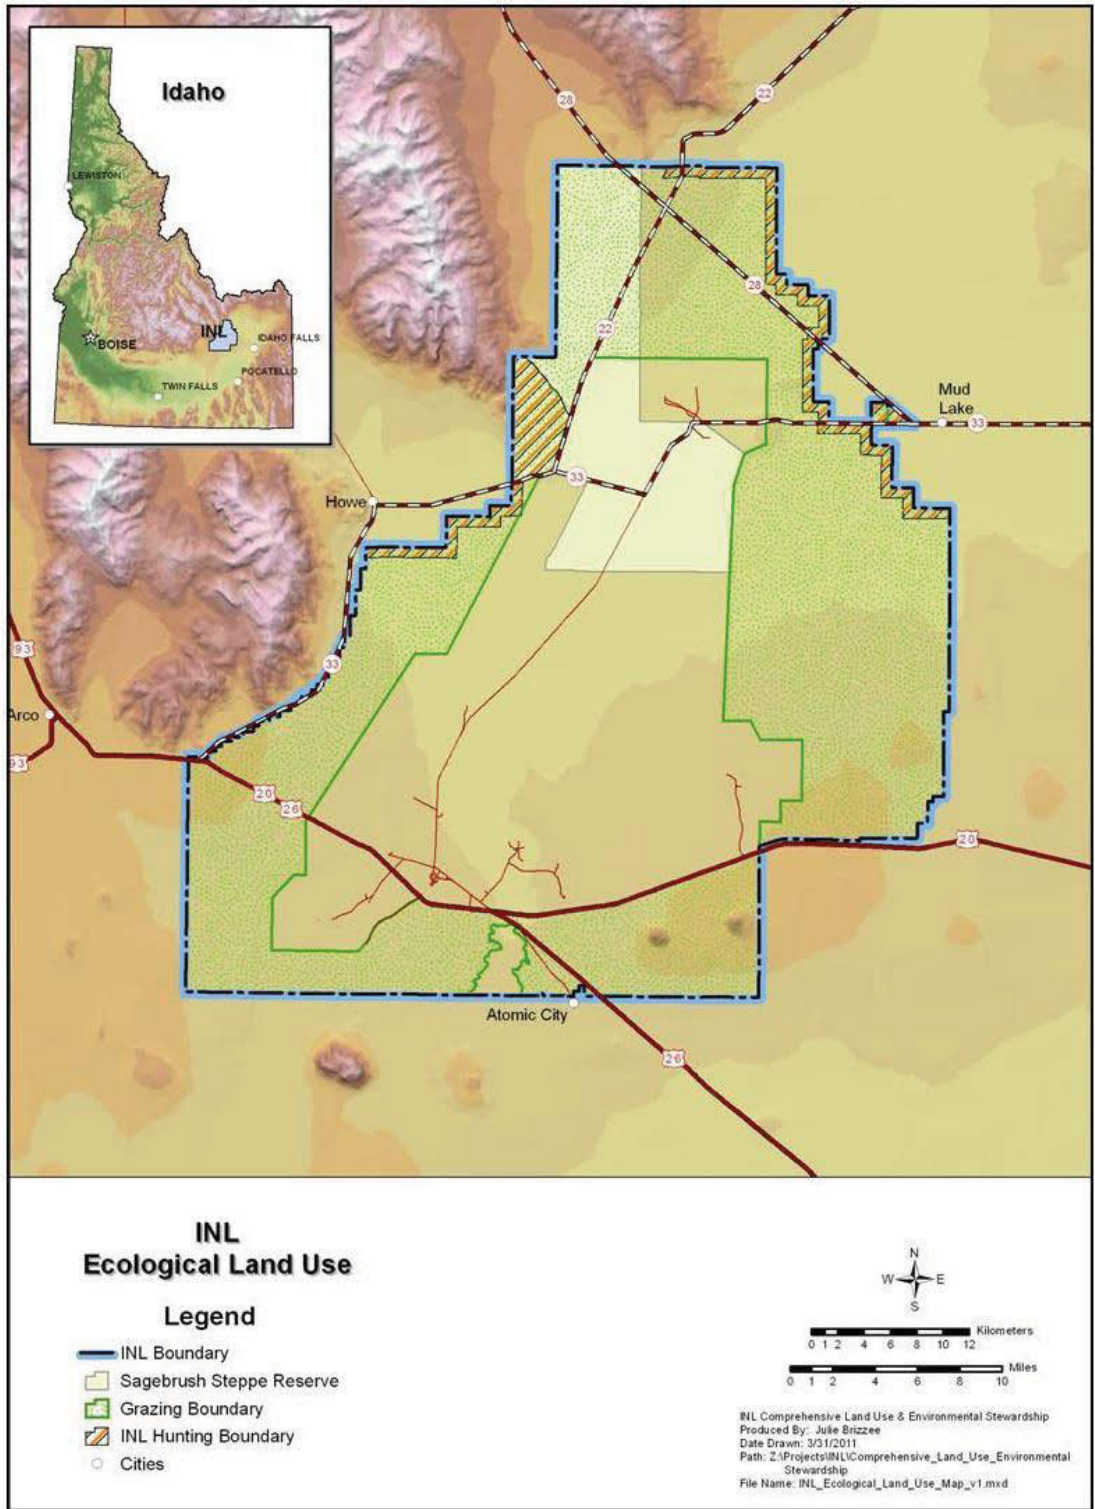 Idaho
LEWISTON
BOISE
INL
IDAHO FALLS
POCATELLO
TWIN FALLS
28
22
28
22
Mud
Lake
33
33
Howe
33
93
Arco
93
20
26
20
Atomic City
26
INL
Ecological Land Use
Legend
INL Boundary
Sagebrush Steppe Reserve
Grazing Boundary
INL Hunting Boundary
Cities
N
W E
S
Kilometers
0 1 2 4 6 8 10 12
Miles
0 1 2 4 6 8 10
INL Comprehensive Land Use & Environmental Stewardship
Produced By: Julie Brizzee
Date Drawn: 3/31/2011
Path: Z:\Projects\INL\Comprehensive_Land_Use_Environmental
Stewardship
File Name: INL_Ecological_Land_Use_Map_v1.mxd